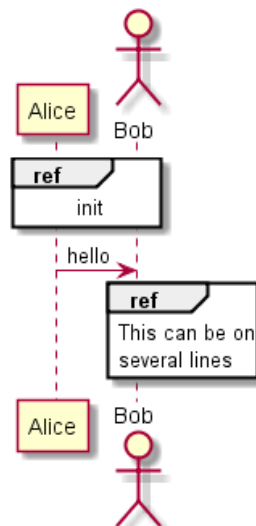 Alice
Bob
ref
init
hello
ref
This can be on
several lines
Alice
Bob